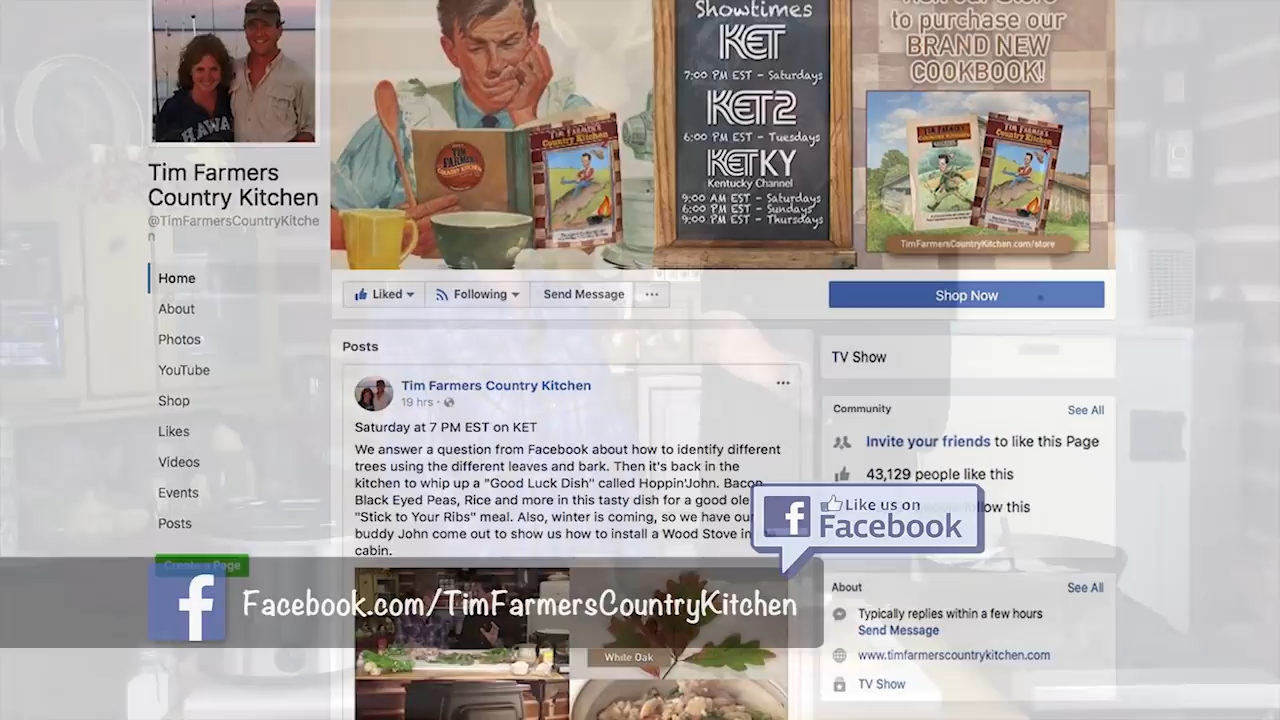 Showtimes
KET
7:00 PM EST - Saturdays
KET2
6:00 PM EST - Tuesdays
KETKY
Kentucky Channel
9:00 AM EST - Saturdays
6:00 PM EST - Sundays
9:00 PM EST - Thursdays
to purchase our
BRAND NEW
COOKBOOK!
TimFarmersCountryKitchen.com/store
HAWA
Tim Farmers
Country Kitchen
@TimFarmersCountryKitche
n
Home
About
Photos
YouTube
Shop
Likes
Videos
Events
Posts
Create a Page
Liked
Following
Send Message
Shop Now
Posts
Tim Farmers Country Kitchen
19 hrs
Saturday at 7 PM EST on KET
We answer a question from Facebook about how to identify different
trees using the different leaves and bark. Then it's back in the
kitchen to whip up a "Good Luck Dish" called Hoppin'John. Bacon,
Black Eyed Peas, Rice and more in this tasty dish for a good ole
"Stick to Your Ribs" meal. Also, winter is coming, so we have our
buddy John come out to show us how to install a Wood Stove in
cabin.
White Oak
TV Show
Community
See All
Invite your friends to like this Page
43,129 people like this
follow this
Like us on
Facebook
About
See All
Typically replies within a few hours
Send Message
www.timfarmerscountrykitchen.com
TV Show
Facebook.com/TimFarmersCountryKitchen